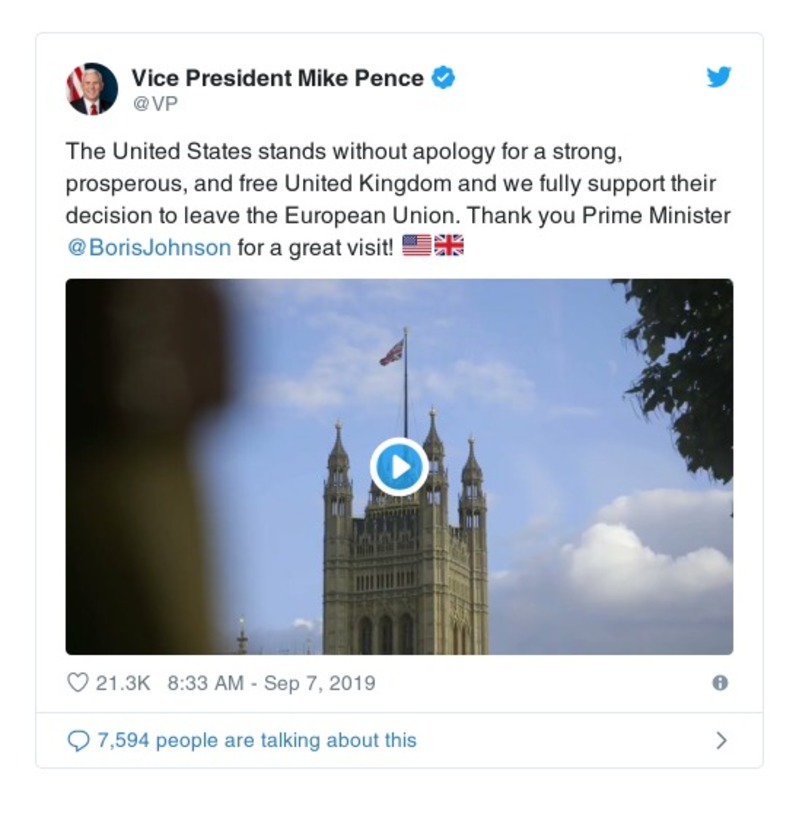 Vice President Mike Pence
@VP
The United States stands without apology for a strong,
prosperous, and free United Kingdom and we fully support their
decision to leave the European Union. Thank you Prime Minister
@BorisJohnson for a great visit! 🇺🇸🇬🇧
21.3K 8:33 AM - Sep 7, 2019
7,594 people are talking about this